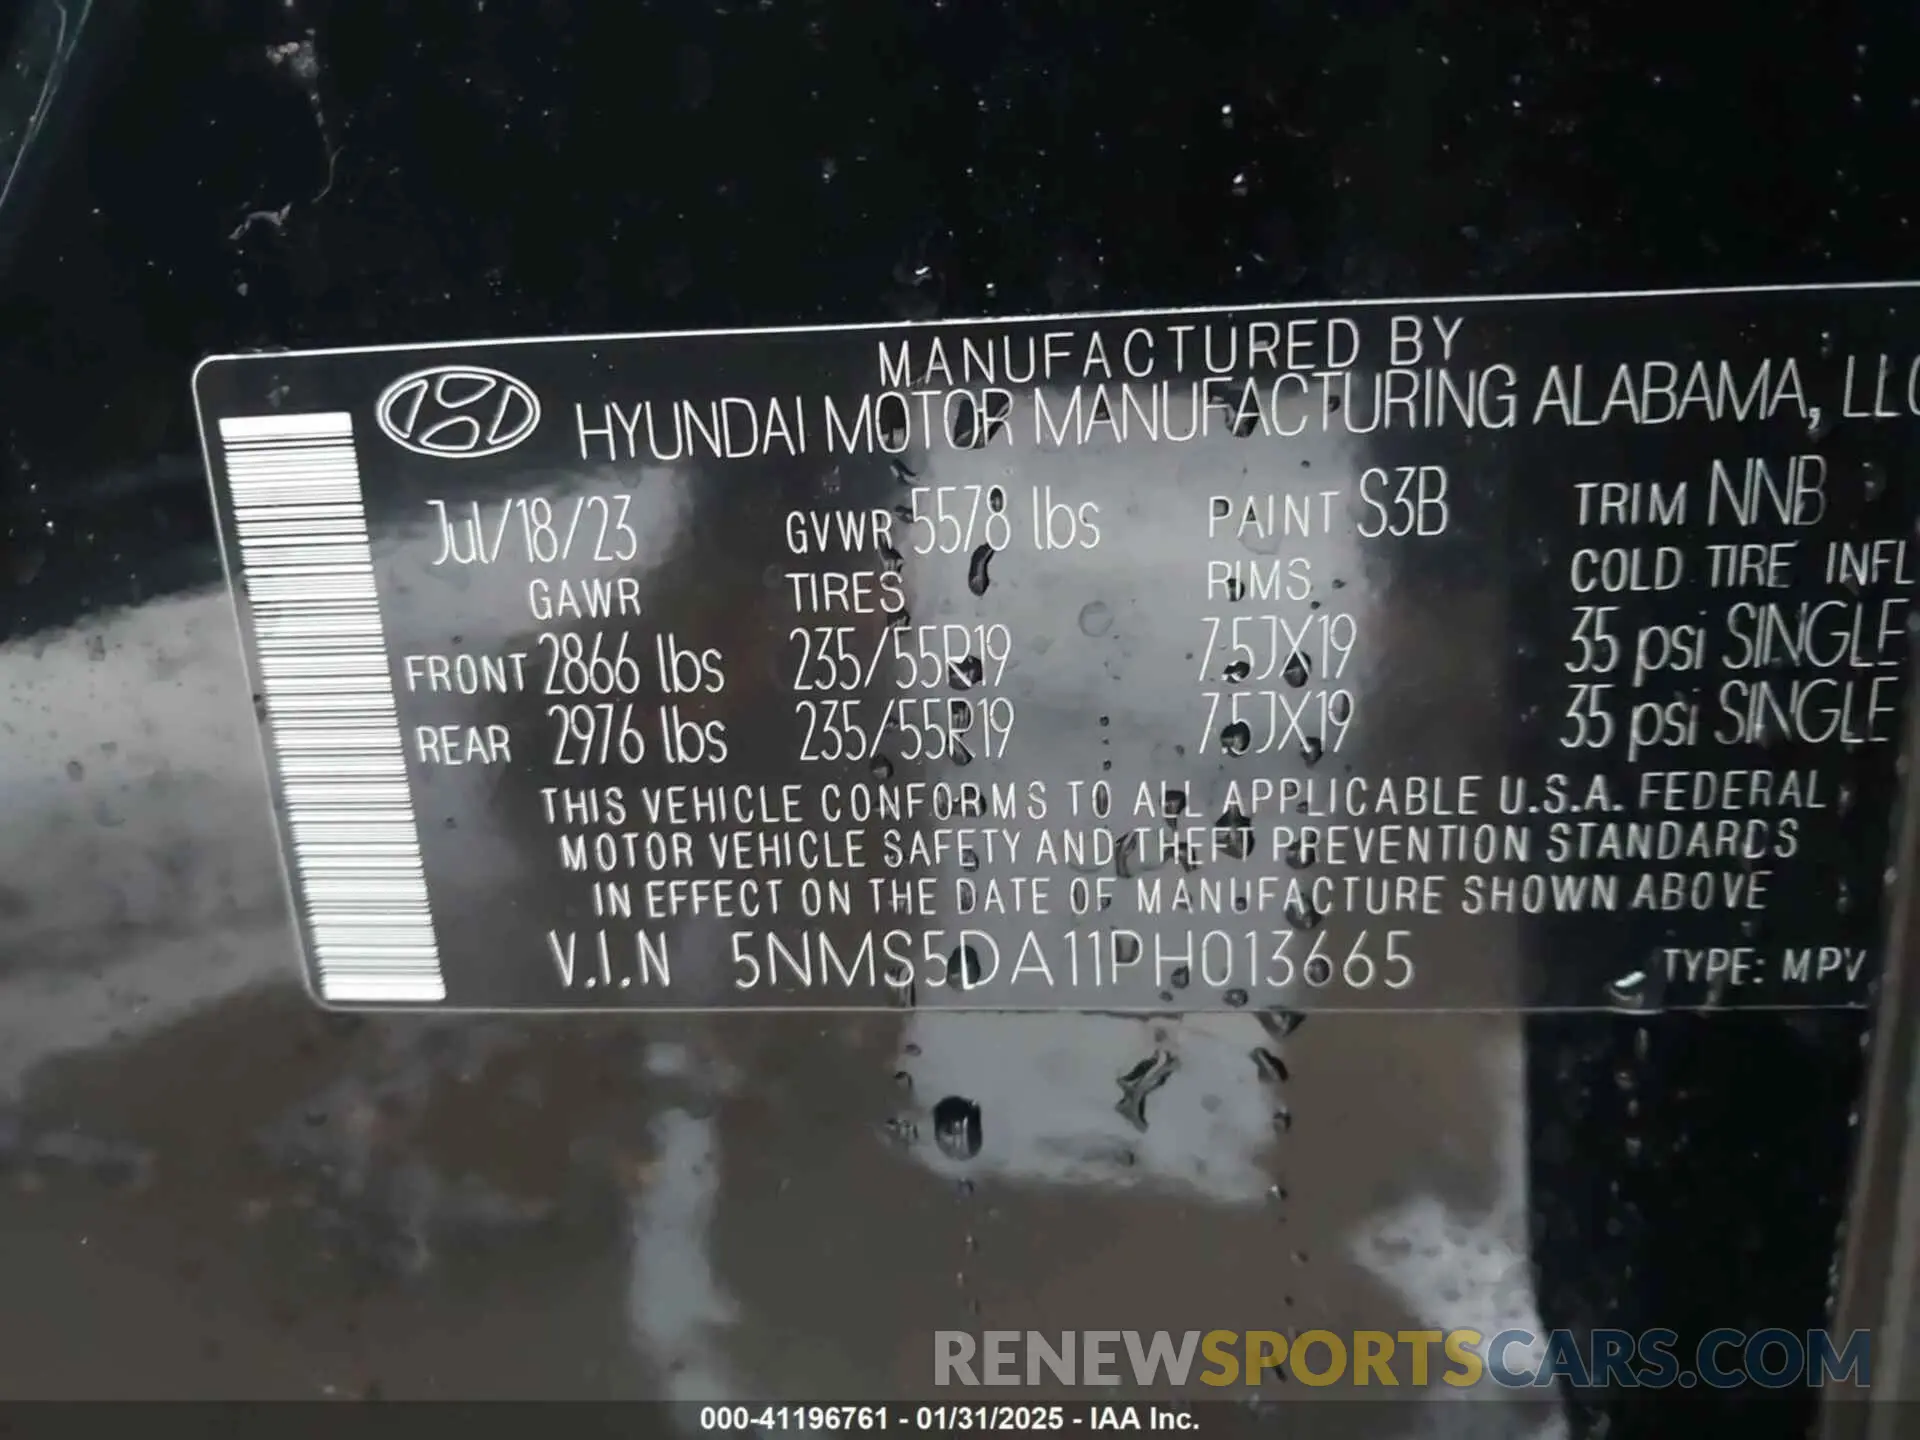 MANUFACTURED BY
HYUNDAI MOTOR MANUFACTURING ALABAMA, LLC
Jul/18/23 GVWR 5578 lbs PAINT S3B TRIM NNB
GAWR TIRES RIMS COLD TIRE INFL
FRONT 2866 lbs 235/55R19 7.5JX19 35 psi SINGLE
REAR 2976 lbs 235/55R19 7.5JX19 35 psi SINGLE
THIS VEHICLE CONFORMS TO ALL APPLICABLE U.S.A. FEDERAL
MOTOR VEHICLE SAFETY AND THEFT PREVENTION STANDARDS
IN EFFECT ON THE DATE OF MANUFACTURE SHOWN ABOVE
V.I.N 5NMS5DA11PH013665 TYPE: MPV
RENEWSPORTSCARS.COM
000-41196761 - 01/31/2025 - IAA Inc.